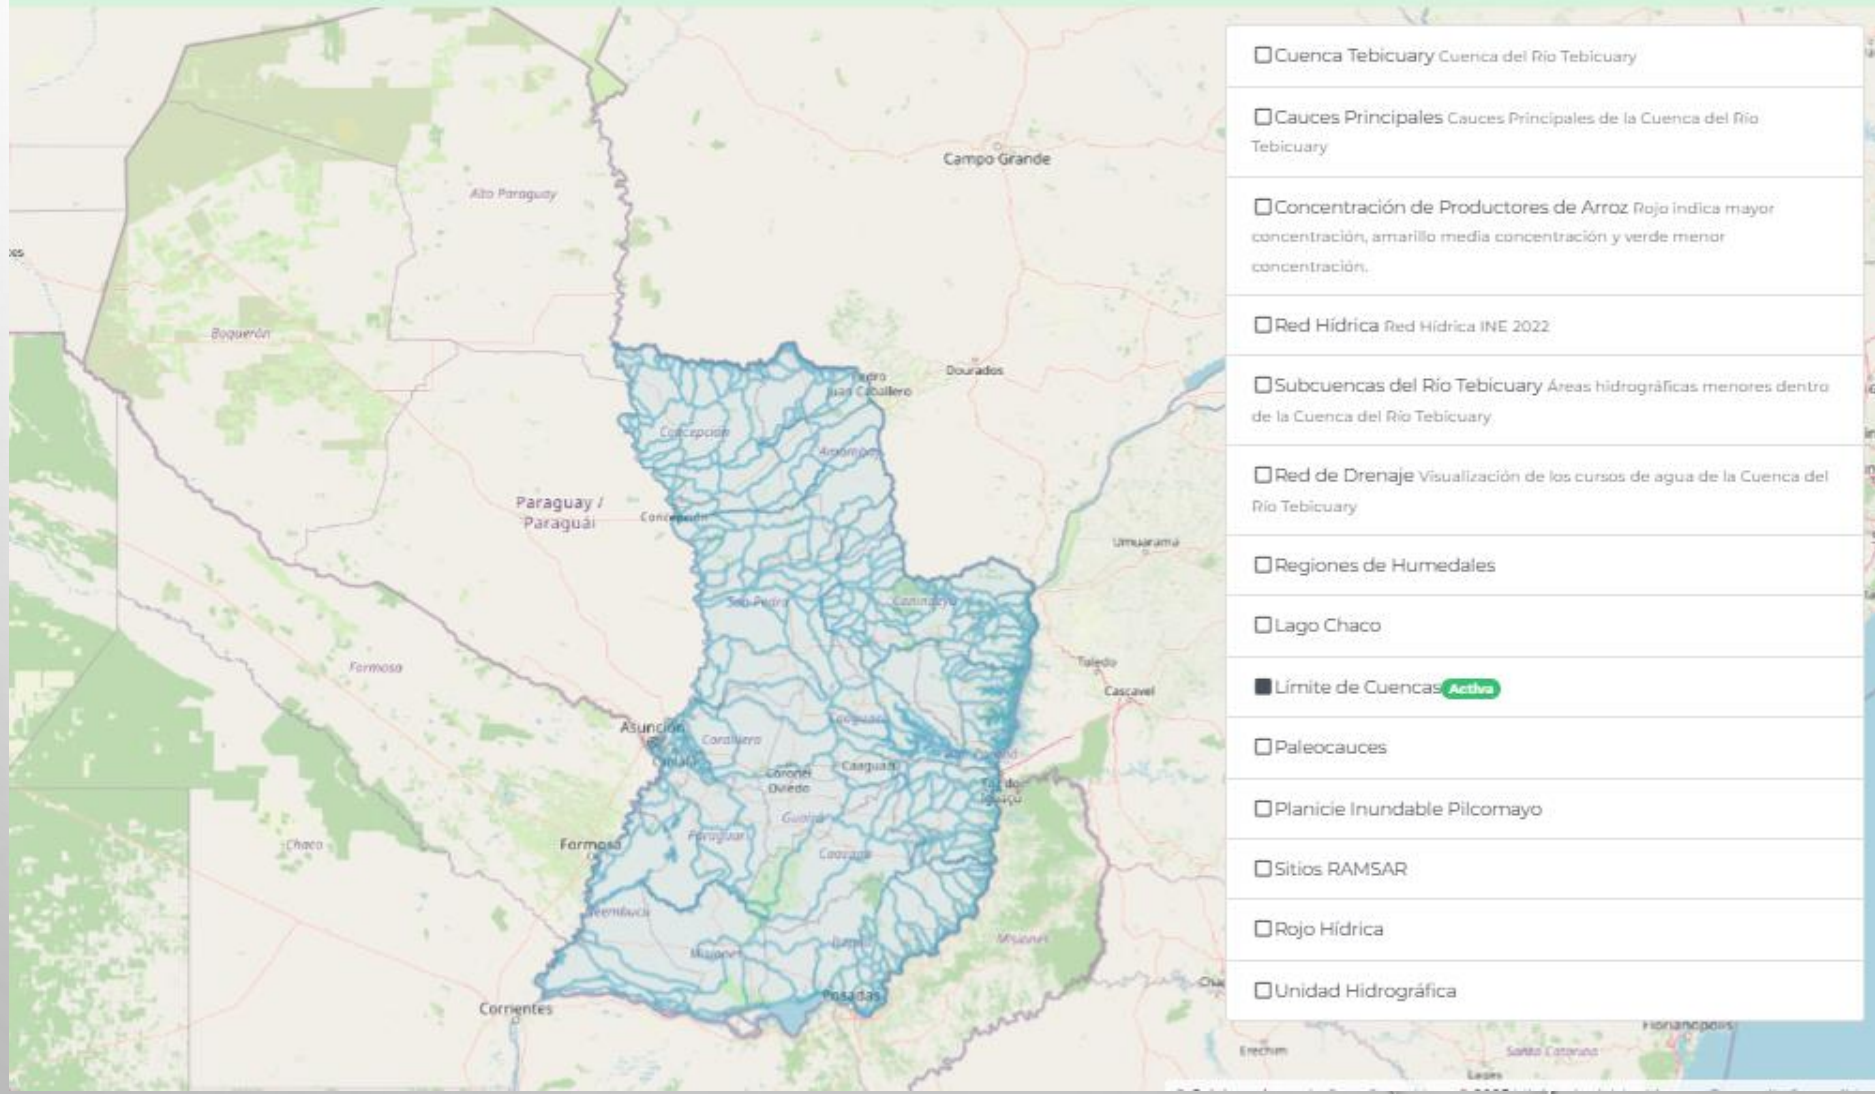 Cuenca Tebicuary Cuenca del Río Tebicuary
Cauces Principales Cauces Principales de la Cuenca del Río
Tebicuary
Concentración de Productores de Arroz Rojo indica mayor
concentración, amarillo media concentración y verde menor
concentración.
Red Hídrica Red Hídrica INE 2022
Subcuencas del Río Tebicuary Áreas hidrográficas menores dentro
de la Cuenca del Río Tebicuary
Red de Drenaje Visualización de los cursos de agua de la Cuenca del
Río Tebicuary
Regiones de Humedales
Lago Chaco
Límite de Cuencas Activa
Paleocauces
Planicie Inundable Pilcomayo
Sitios RAMSAR
Rojo Hídrica
Unidad Hidrográfica
Campo Grande
Alto Paraguay
Boquerón
Dourados
Pedro
Juan Caballero
Concepción
Amambay
Paraguay /
Paraguái
Concepción
Umuarama
San Pedro
Canindeyú
Formosa
Toledo
Cascavel
Asunción
Caaguazú
Cordillera
Capiatá
Coronel
Oviedo
Caaguazú
Foz do
Iguaçu
Guairá
Chaco
Formosa
Paraguarí
Caazapá
Ñeembucú
Misiones
Itapúa
Misiones
Corrientes
Posadas
Erechim
Santa Catarina
Lages
Florianópolis